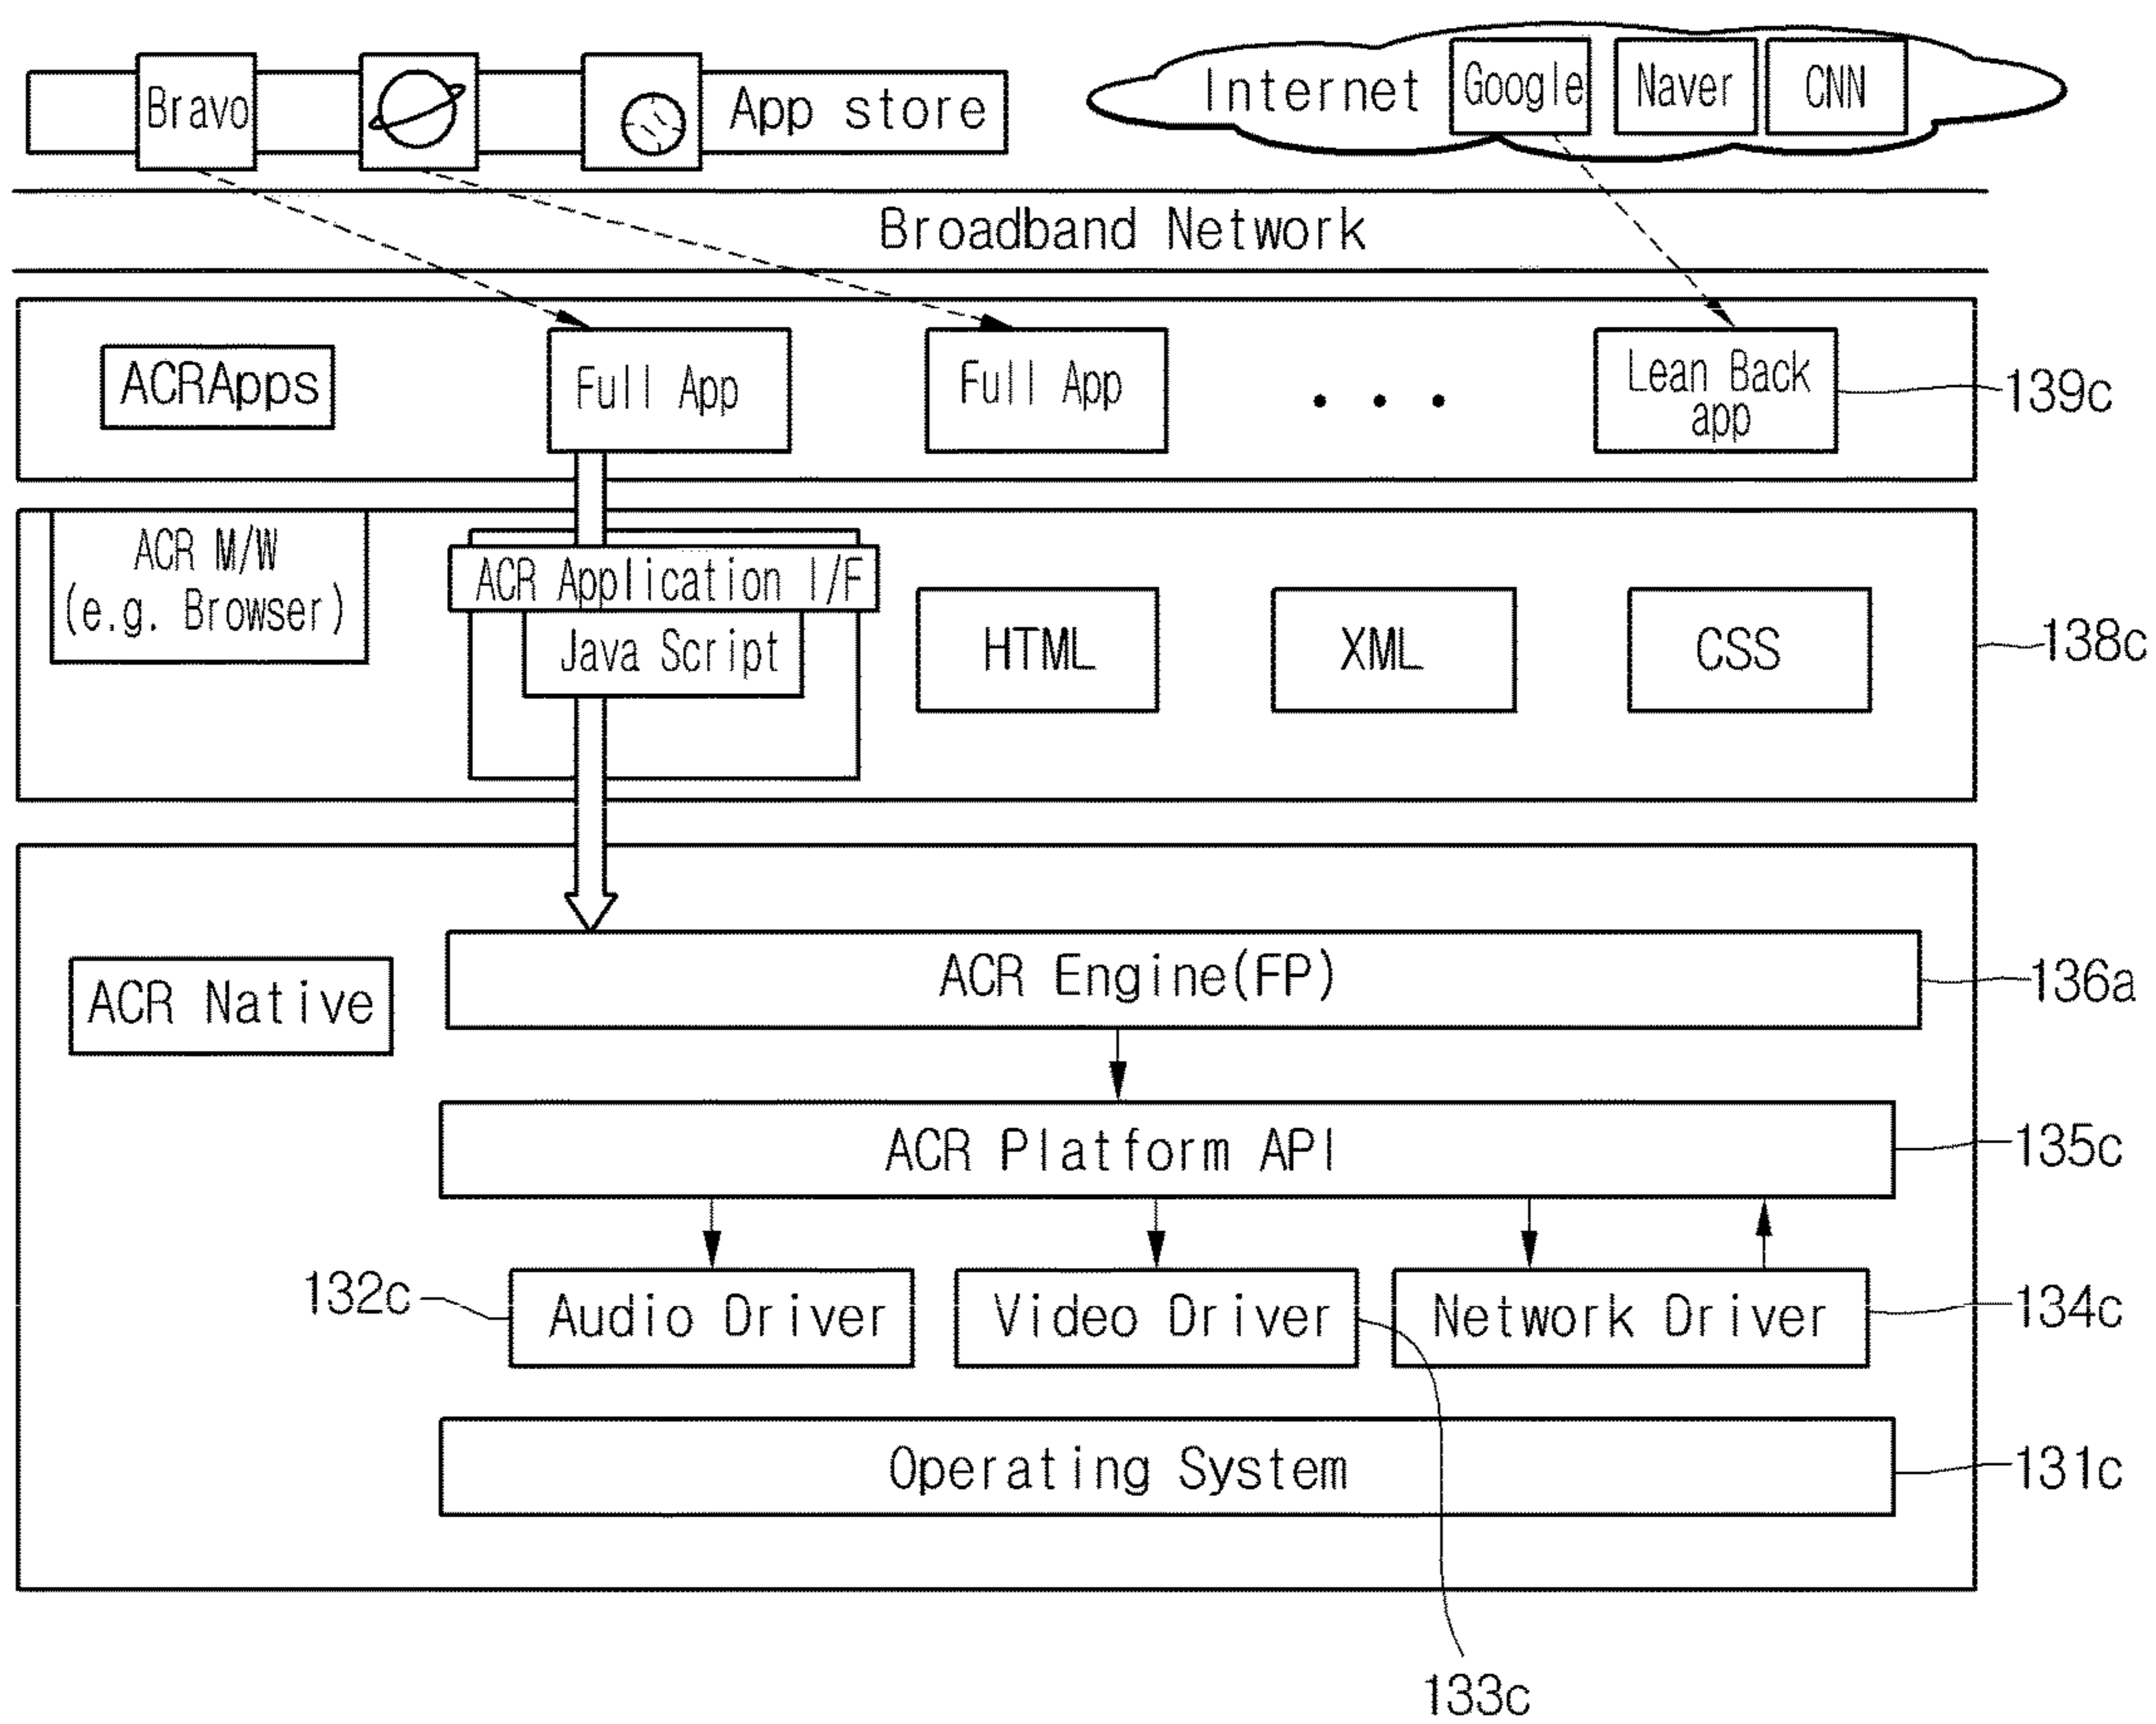 Bravo
App store
Internet
Google
Naver
CNN
Broadband Network
ACRApps
Full App
Full App
. . .
Lean Back
app
139c
ACR M/W
(e.g. Browser)
ACR Application I/F
Java Script
HTML
XML
CSS
138c
ACR Native
ACR Engine(FP)
136a
ACR Platform API
135c
132c
Audio Driver
Video Driver
Network Driver
134c
Operating System
131c
133c